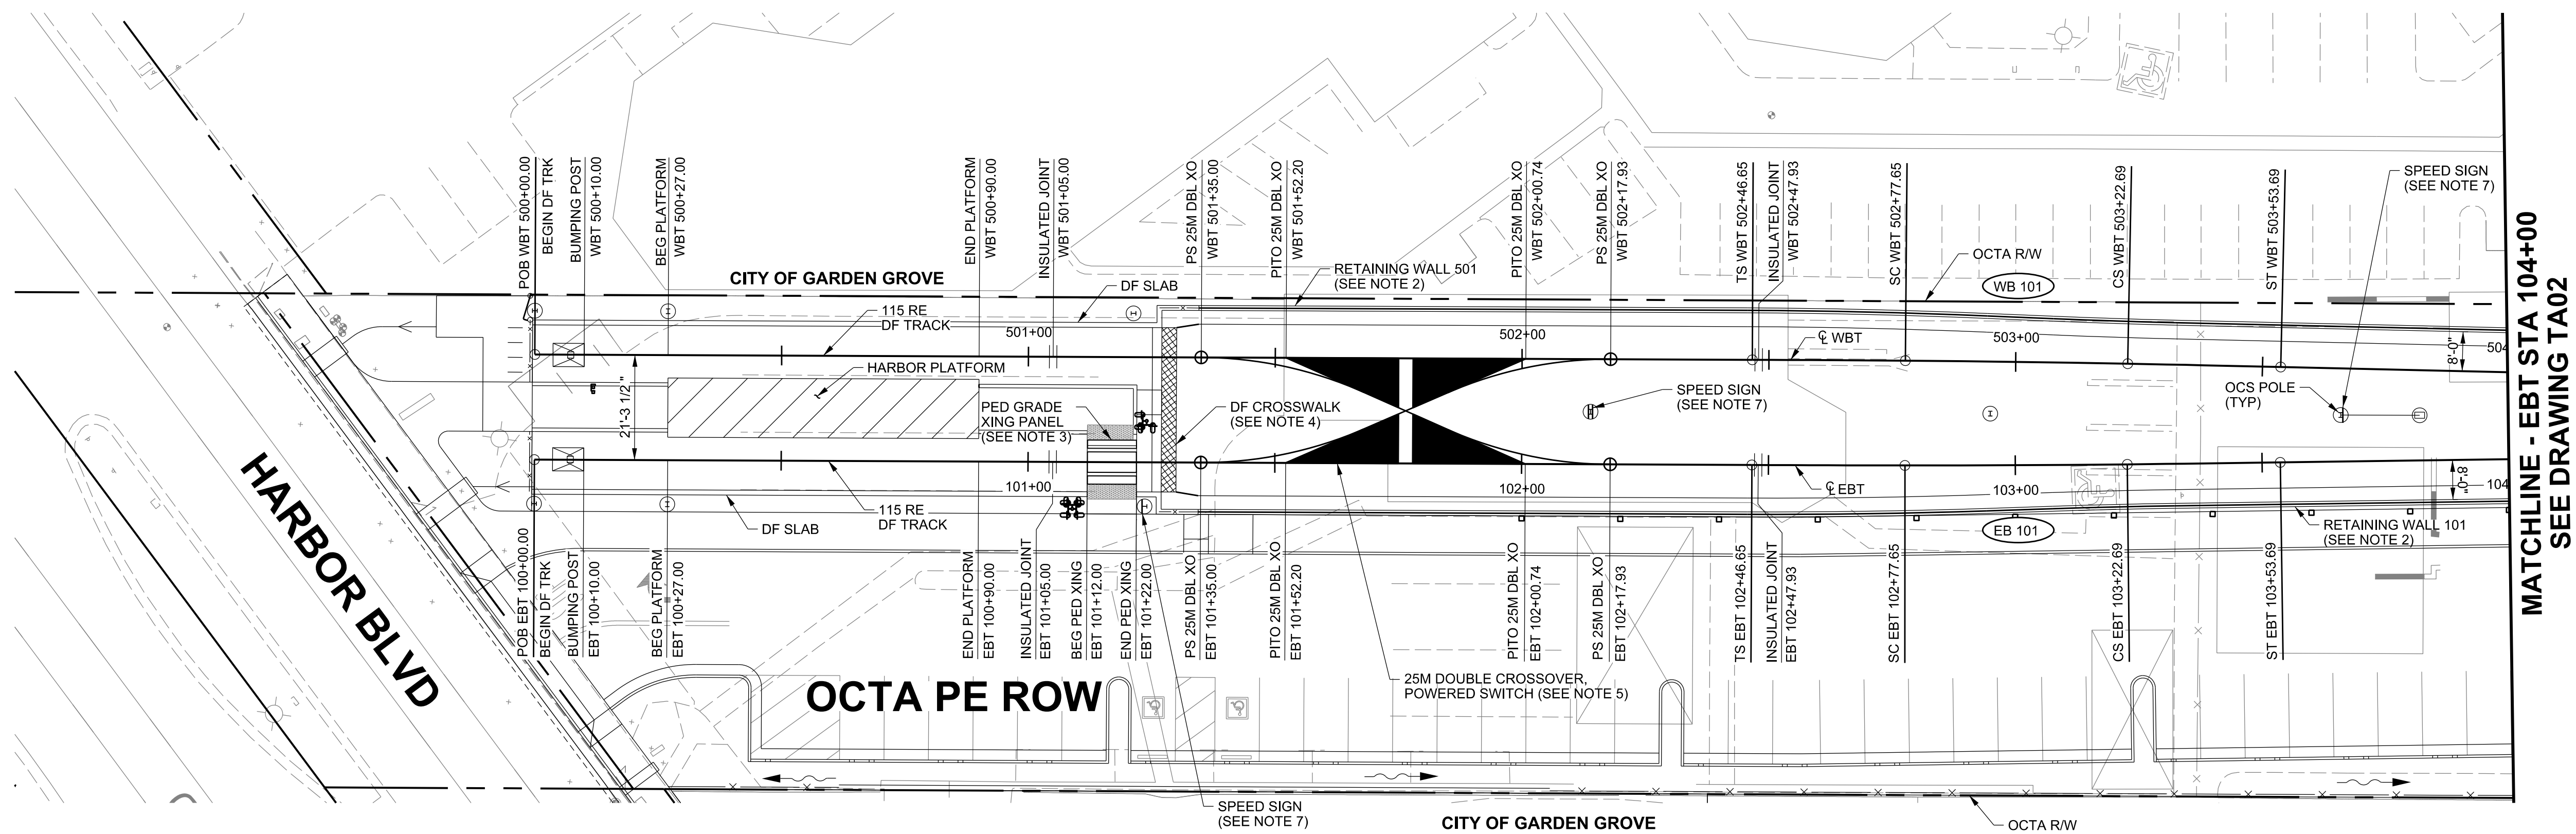 POB WBT 500+00.00
BEGIN DF TRK
BUMPING POST
WBT 500+10.00
BEG PLATFORM
WBT 500+27.00
END PLATFORM
WBT 500+90.00
INSULATED JOINT
WBT 501+05.00
PS 25M DBL XO
WBT 501+35.00
PITO 25M DBL XO
WBT 501+52.20
PITO 25M DBL XO
WBT 502+00.74
PS 25M DBL XO
WBT 502+17.93
TS WBT 502+46.65
INSULATED JOINT
WBT 502+47.93
SC WBT 502+77.65
CS WBT 503+22.69
ST WBT 503+53.69
SPEED SIGN
(SEE NOTE 7)
CITY OF GARDEN GROVE
RETAINING WALL 501
(SEE NOTE 2)
DF SLAB
OCTA R/W
WB 101
115 RE
DF TRACK
501+00
502+00
℄ WBT
503+00
504
8'-0"
HARBOR PLATFORM
21'-3 1/2"
PED GRADE
XING PANEL
(SEE NOTE 3)
DF CROSSWALK
(SEE NOTE 4)
SPEED SIGN
(SEE NOTE 7)
OCS POLE
(TYP)
101+00
102+00
℄ EBT
103+00
104
8'-0"
115 RE
DF TRACK
DF SLAB
EB 101
RETAINING WALL 101
(SEE NOTE 2)
POB EBT 100+00.00
BEGIN DF TRK
BUMPING POST
EBT 100+10.00
BEG PLATFORM
EBT 100+27.00
END PLATFORM
EBT 100+90.00
INSULATED JOINT
EBT 101+05.00
BEG PED XING
EBT 101+12.00
END PED XING
EBT 101+22.00
PS 25M DBL XO
EBT 101+35.00
PITO 25M DBL XO
EBT 101+52.20
PITO 25M DBL XO
EBT 102+00.74
PS 25M DBL XO
EBT 102+17.93
TS EBT 102+46.65
INSULATED JOINT
EBT 102+47.93
SC EBT 102+77.65
CS EBT 103+22.69
ST EBT 103+53.69
HARBOR BLVD
OCTA PE ROW
25M DOUBLE CROSSOVER,
POWERED SWITCH (SEE NOTE 5)
SPEED SIGN
(SEE NOTE 7)
CITY OF GARDEN GROVE
OCTA R/W
MATCHLINE - EBT STA 104+00
SEE DRAWING TA02